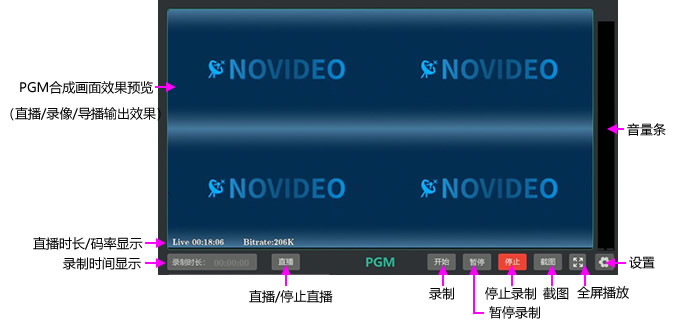 NOVIDEO NOVIDEO
PGM合成画面效果预览
（直播/录像/导播输出效果）
音量条
NOVIDEO NOVIDEO
直播时长/码率显示
Live 00:18:06 Bitrate:206K
录制时间显示
录制时长: 00:00:00 直播 PGM 开始 暂停 停止 截图
设置
直播/停止直播 录制 停止录制 截图 全屏播放
暂停录制